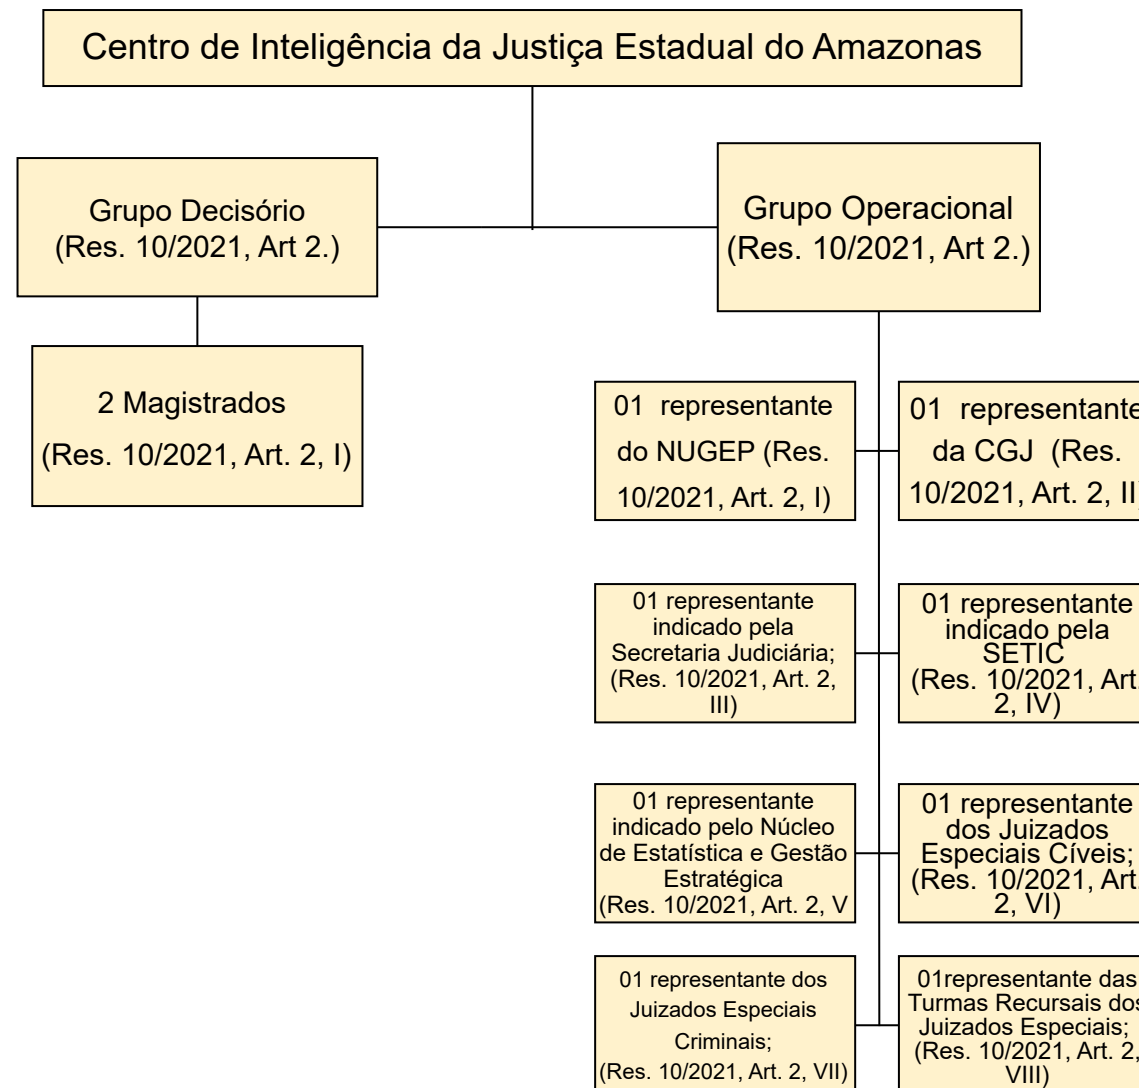 Centro de Inteligência da Justiça Estadual do Amazonas
Grupo Decisório
(Res. 10/2021, Art 2.)
Grupo Operacional
(Res. 10/2021, Art 2.)
2 Magistrados
(Res. 10/2021, Art. 2, I)
01 representante
do NUGEP (Res.
10/2021, Art. 2, I)
01 representante
da CGJ (Res.
10/2021, Art. 2, II)
01 representante
indicado pela
Secretaria Judiciária;
(Res. 10/2021, Art. 2,
III)
01 representante
indicado pela
SETIC
(Res. 10/2021, Art.
2, IV)
01 representante
indicado pelo Núcleo
de Estatística e Gestão
Estratégica
(Res. 10/2021, Art. 2, V
01 representante
dos Juizados
Especiais Cíveis;
(Res. 10/2021, Art.
2, VI)
01 representante dos
Juizados Especiais
Criminais;
(Res. 10/2021, Art. 2, VII)
01representante das
Turmas Recursais dos
Juizados Especiais;
(Res. 10/2021, Art. 2,
VIII)